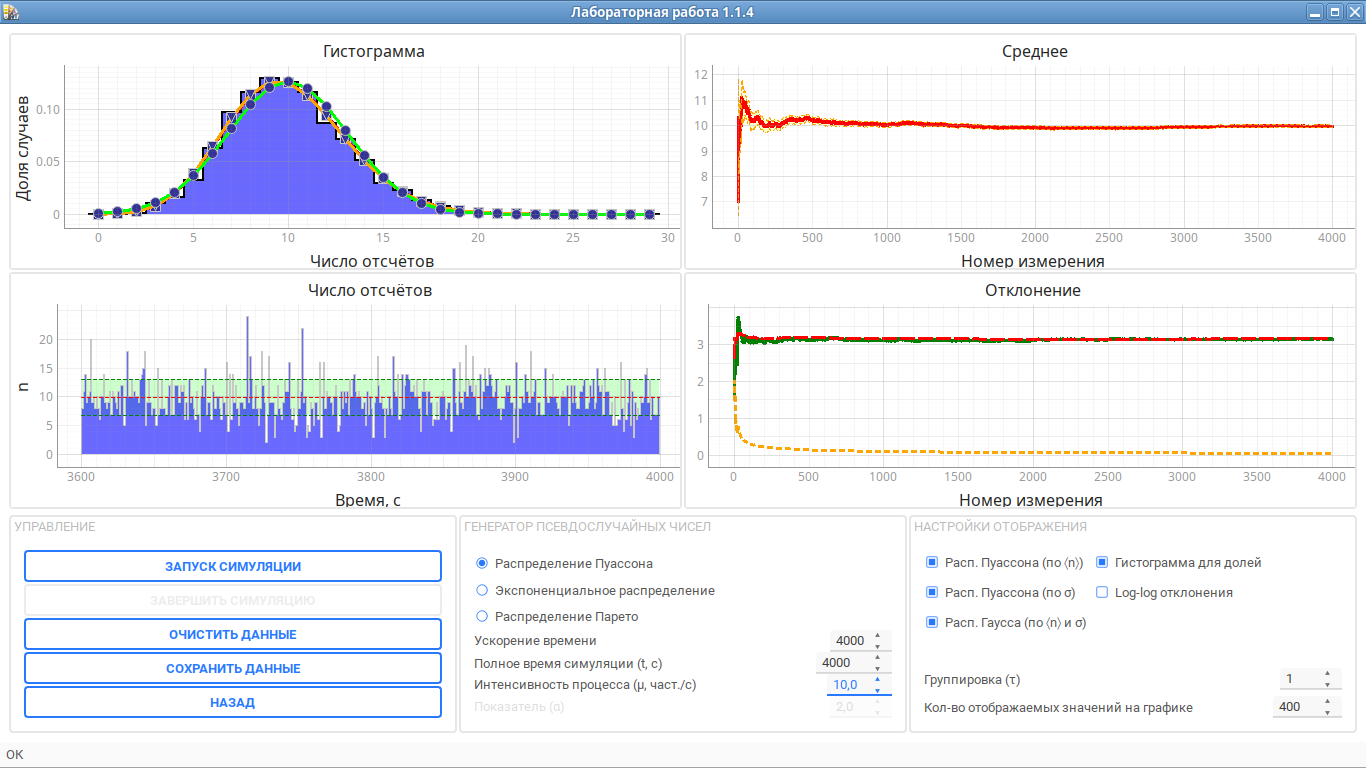 Лабораторная работа 1.1.4
Гистограмма
Доля случаев
0.10
0.05
0
0 5 10 15 20 25 30
Число отсчётов
Среднее
12
11
10
9
8
7
0 500 1000 1500 2000 2500 3000 3500 4000
Номер измерения
Число отсчётов
n
20
15
10
5
0
3600 3700 3800 3900 4000
Время, с
Отклонение
3
2
1
0
0 500 1000 1500 2000 2500 3000 3500 4000
Номер измерения
УПРАВЛЕНИЕ
ЗАПУСК СИМУЛЯЦИИ
ЗАВЕРШИТЬ СИМУЛЯЦИЮ
ОЧИСТИТЬ ДАННЫЕ
СОХРАНИТЬ ДАННЫЕ
НАЗАД
ГЕНЕРАТОР ПСЕВДОСЛУЧАЙНЫХ ЧИСЕЛ
Распределение Пуассона
Экспоненциальное распределение
Распределение Парето
Ускорение времени 4000
Полное время симуляции (t, с) 4000
Интенсивность процесса (μ, част./с) 10,0
Показатель (α) 2,0
НАСТРОЙКИ ОТОБРАЖЕНИЯ
Расп. Пуассона (по ⟨n⟩) Гистограмма для долей
Расп. Пуассона (по σ) Log-log отклонения
Расп. Гаусса (по ⟨n⟩ и σ)
Группировка (τ) 1
Кол-во отображаемых значений на графике 400
ОК